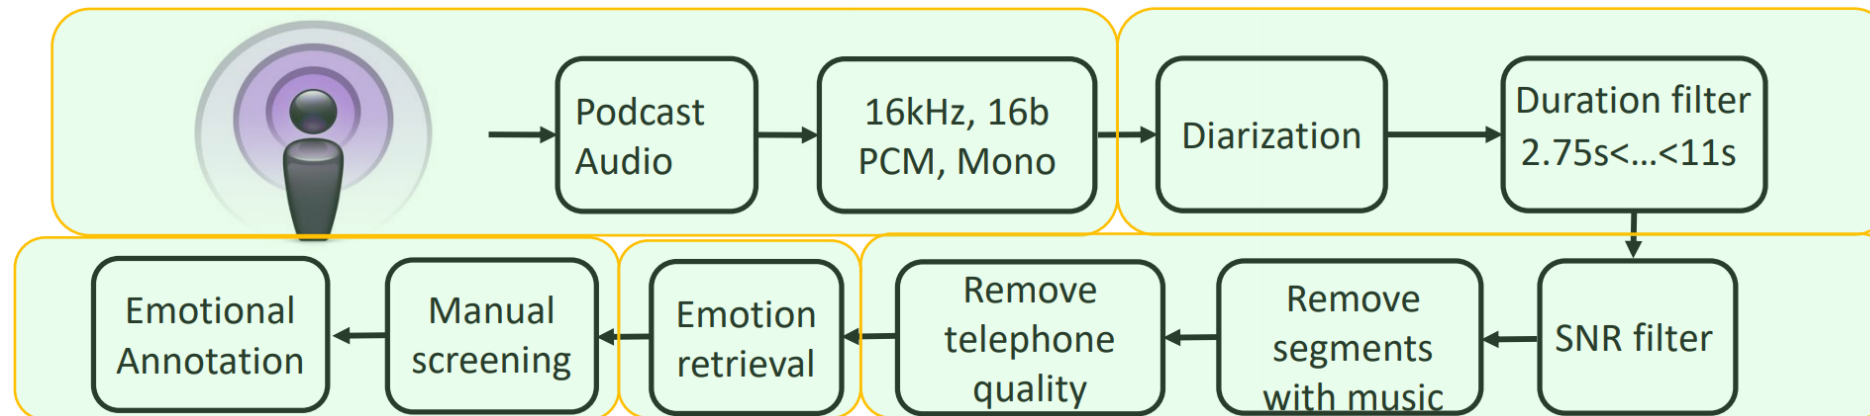 Podcast
Audio
16kHz, 16b
PCM, Mono
Diarization
Duration filter
2.75s<...<11s
SNR filter
Remove
segments
with music
Remove
telephone
quality
Emotion
retrieval
Manual
screening
Emotional
Annotation